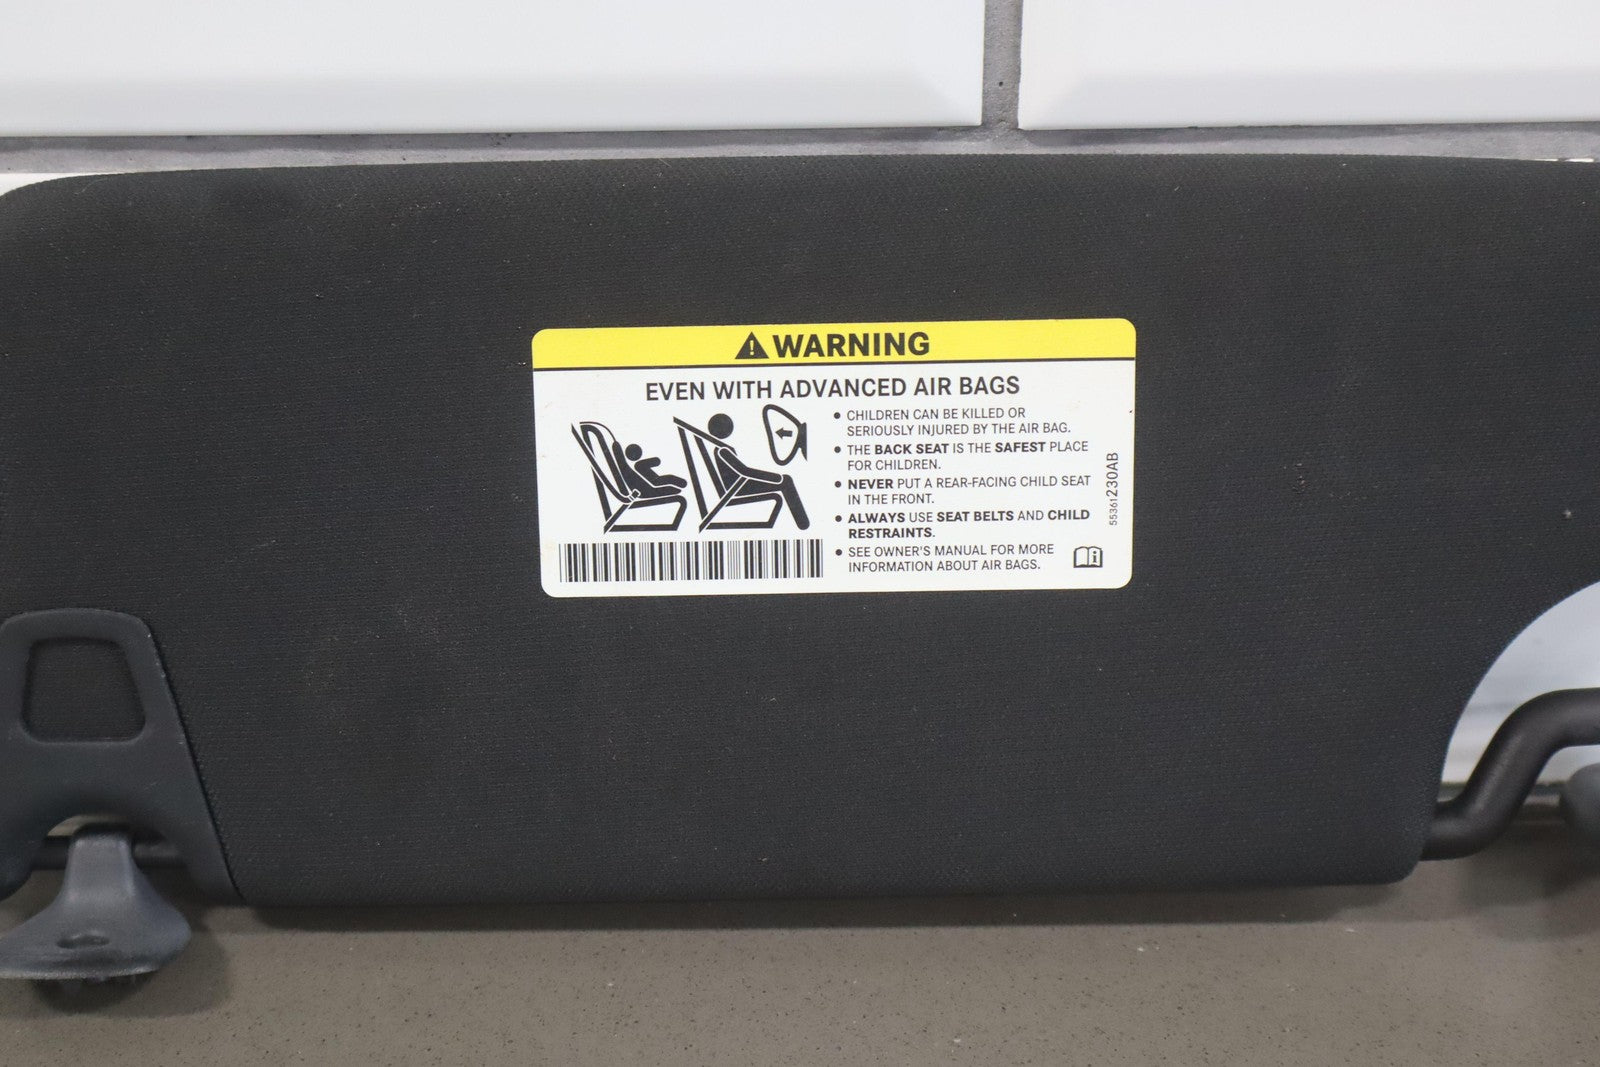 WARNING
EVEN WITH ADVANCED AIR BAGS
• CHILDREN CAN BE KILLED OR
SERIOUSLY INJURED BY THE AIR BAG.
• THE BACK SEAT IS THE SAFEST PLACE
FOR CHILDREN.
• NEVER PUT A REAR-FACING CHILD SEAT
IN THE FRONT.
• ALWAYS USE SEAT BELTS AND CHILD
RESTRAINTS.
• SEE OWNER'S MANUAL FOR MORE
INFORMATION ABOUT AIR BAGS.
55361230AB